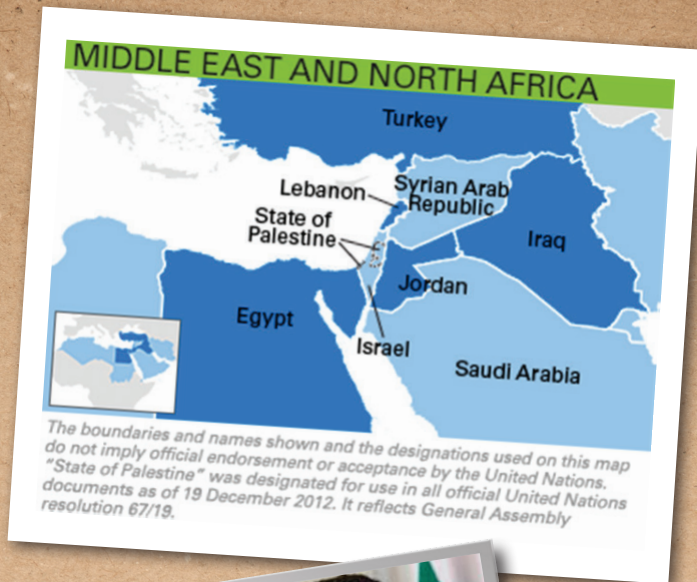 MIDDLE EAST AND NORTH AFRICA
Turkey
Lebanon
Syrian Arab
Republic
State of
Palestine
Iraq
Jordan
Egypt
Israel
Saudi Arabia
The boundaries and names shown and the designations used on this map
do not imply official endorsement or acceptance by the United Nations.
“State of Palestine” was designated for use in all official United Nations
documents as of 19 December 2012. It reflects General Assembly
resolution 67/19.